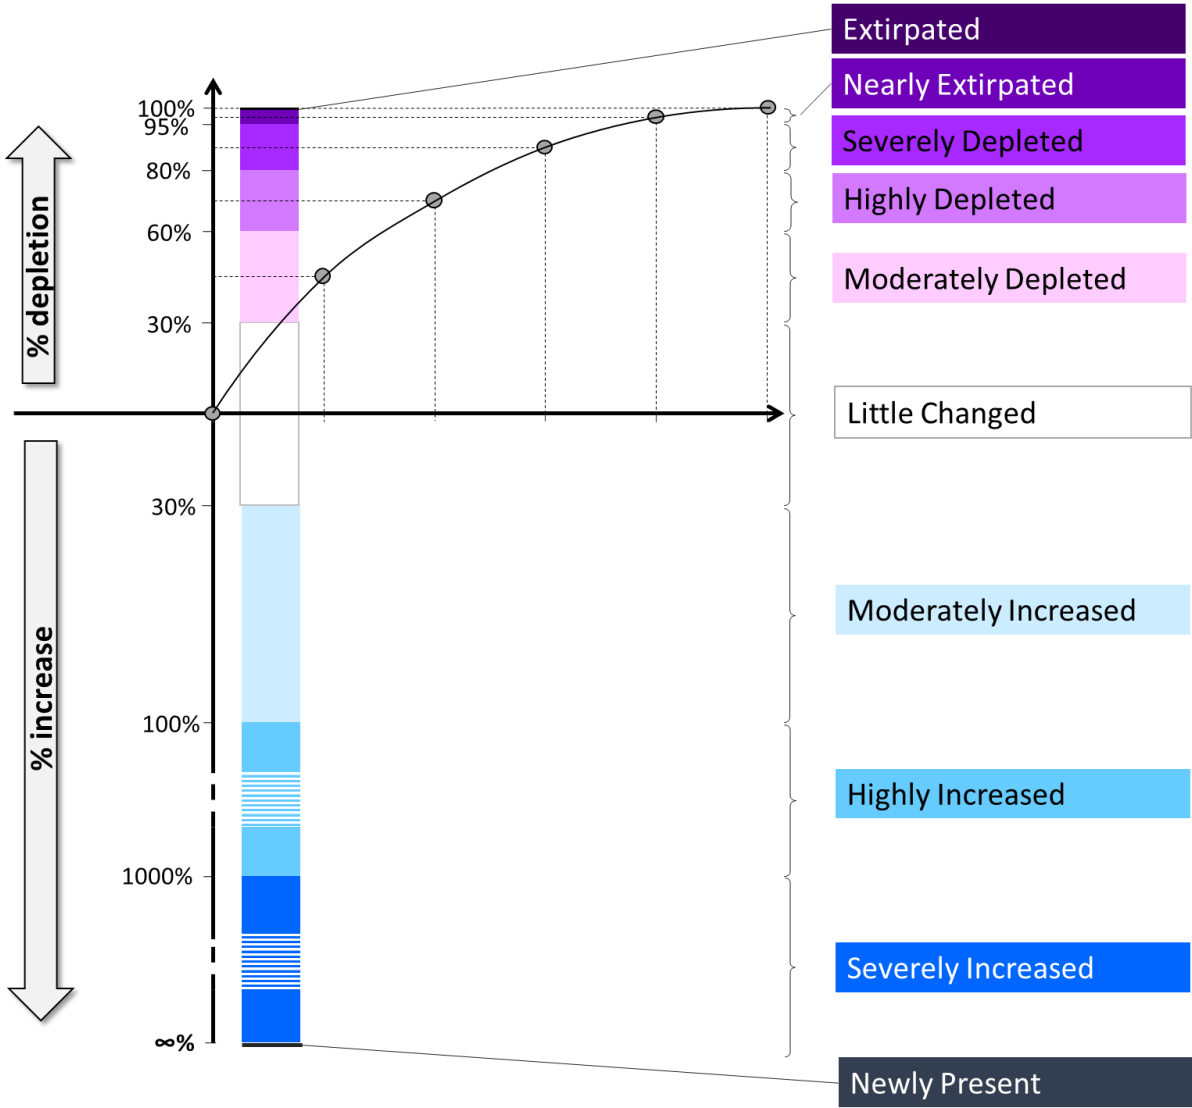 Extirpated
Nearly Extirpated
100%
95%
Severely Depleted
80%
Highly Depleted
60%
% depletion
Moderately Depleted
30%
Little Changed
30%
Moderately Increased
% increase
100%
Highly Increased
1000%
Severely Increased
∞%
Newly Present